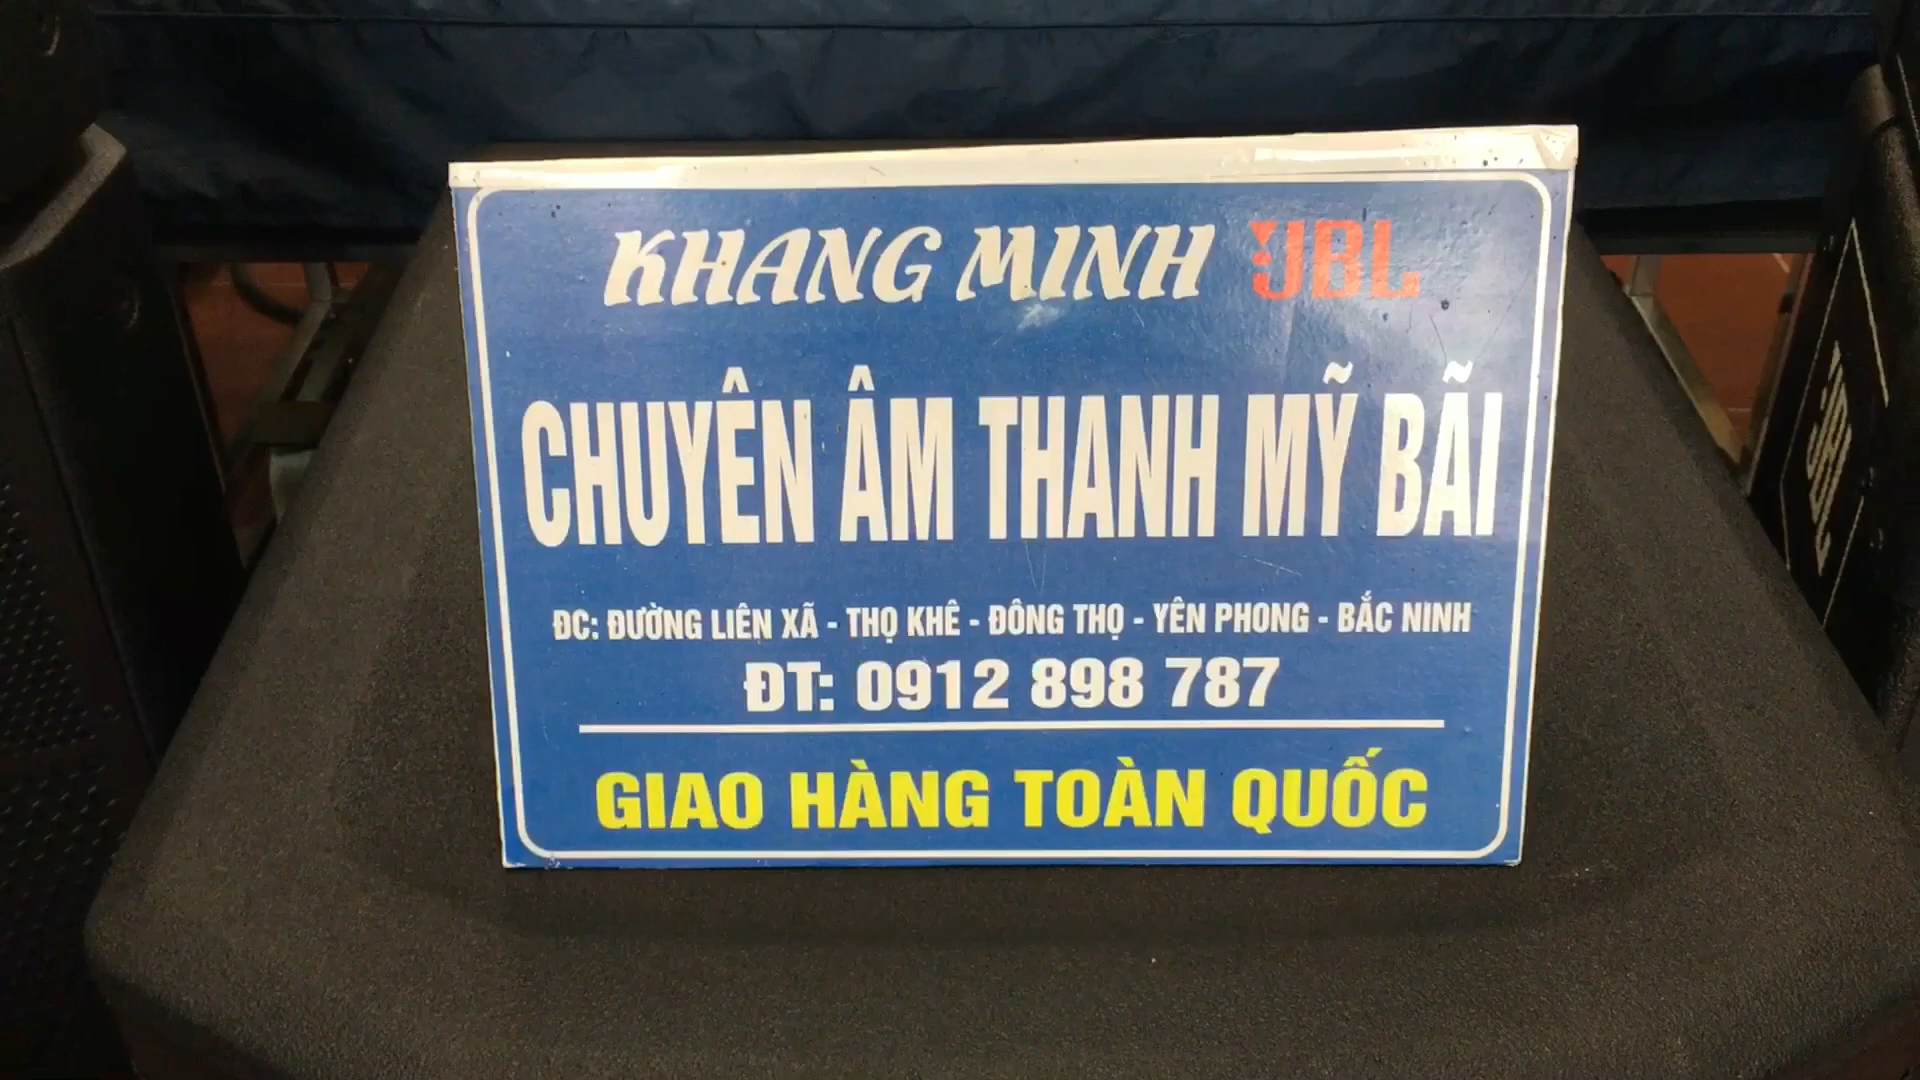 KHANG MINH JBL
CHUYÊN ÂM THANH MỸ BÃI
ĐC: ĐƯỜNG LIÊN XÃ - THỌ KHÊ - ĐÔNG THỌ - YÊN PHONG - BẮC NINH
ĐT: 0912 898 787
GIAO HÀNG TOÀN QUỐC
JBL